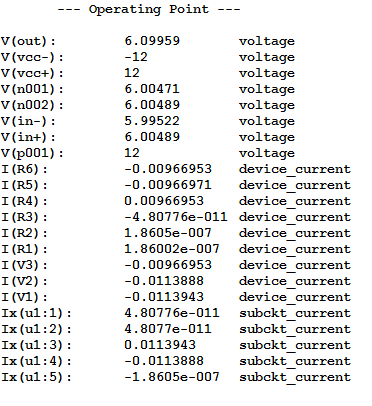 --- Operating Point ---
V(out): 6.09959 voltage
V(vcc-): -12 voltage
V(vcc+): 12 voltage
V(n001): 6.00471 voltage
V(n002): 6.00489 voltage
V(in-): 5.99522 voltage
V(in+): 6.00489 voltage
V(p001): 12 voltage
I(R6): -0.00966953 device_current
I(R5): -0.00966971 device_current
I(R4): 0.00966953 device_current
I(R3): -4.80776e-011 device_current
I(R2): 1.8605e-007 device_current
I(R1): 1.86002e-007 device_current
I(V3): -0.00966953 device_current
I(V2): -0.0113888 device_current
I(V1): -0.0113943 device_current
Ix(u1:1): 4.80776e-011 subckt_current
Ix(u1:2): 4.8077e-011 subckt_current
Ix(u1:3): 0.0113943 subckt_current
Ix(u1:4): -0.0113888 subckt_current
Ix(u1:5): -1.8605e-007 subckt_current